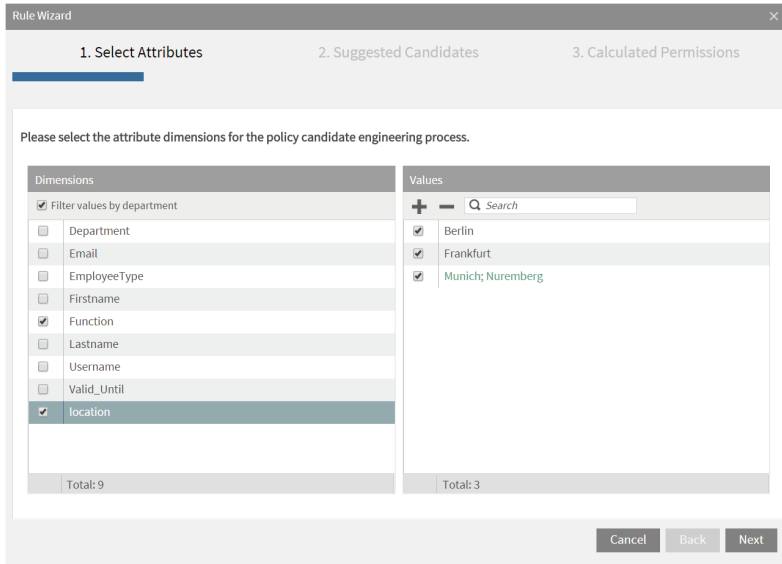 Rule Wizard
1. Select Attributes 2. Suggested Candidates 3. Calculated Permissions
Please select the attribute dimensions for the policy candidate engineering process.
Dimensions
Filter values by department
Department
Email
EmployeeType
Firstname
Function
Lastname
Username
Valid_Until
location
Total: 9
Values
Search
Berlin
Frankfurt
Munich; Nuremberg
Total: 3
Cancel Back Next